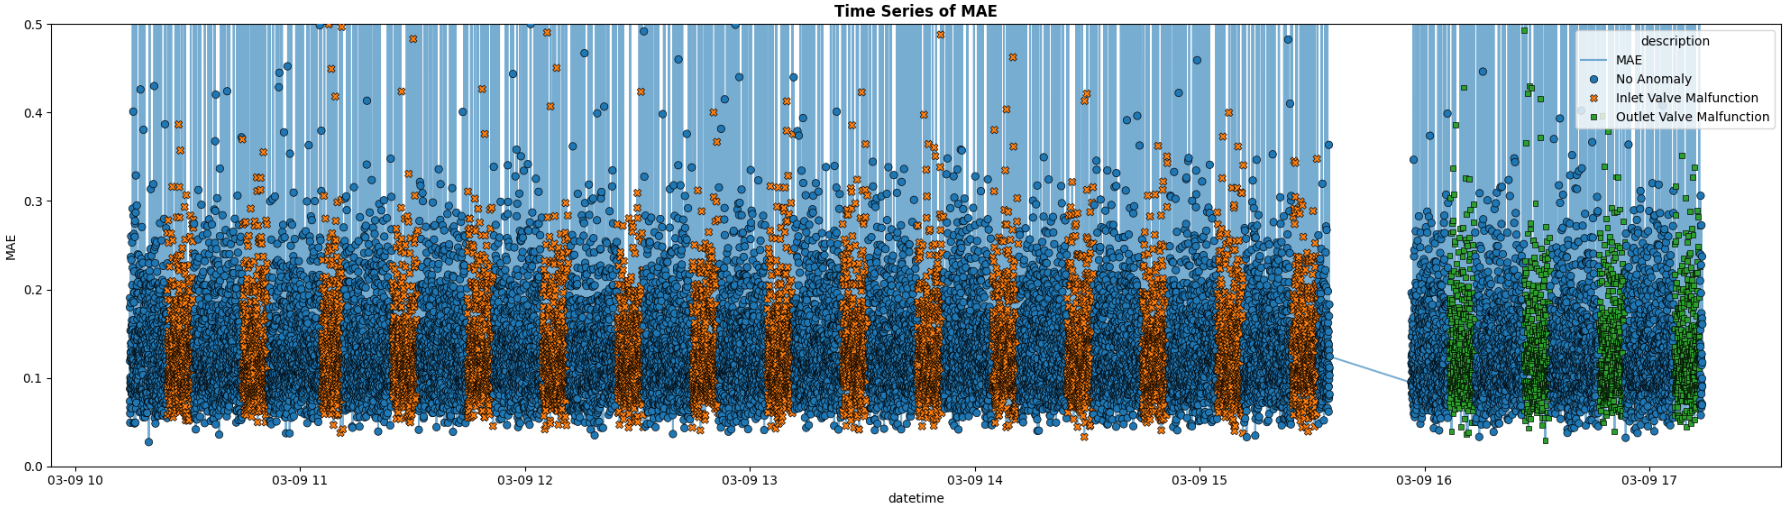 Time Series of MAE
0.5
0.4
0.3
0.2
0.1
0.0
MAE
description
MAE
No Anomaly
Inlet Valve Malfunction
Outlet Valve Malfunction
03-09 10
03-09 11
03-09 12
03-09 13
03-09 14
03-09 15
03-09 16
03-09 17
datetime